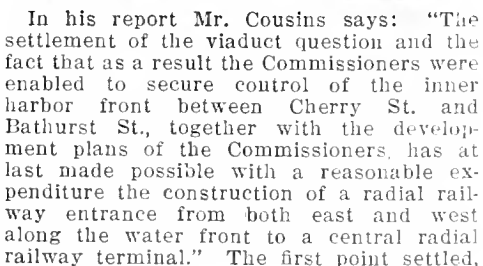 In his report Mr. Cousins says: "The
settlement of the viaduct question and the
fact that as a result the Commissioners were
enabled to secure control of the inner
harbor front between Cherry St. and
Bathurst St., together with the develop-
ment plans of the Commissioners, has at
last made possible with a reasonable ex-
penditure the construction of a radial rail-
way entrance from both east and west
along the water front to a central radial
railway terminal." The first point settled,